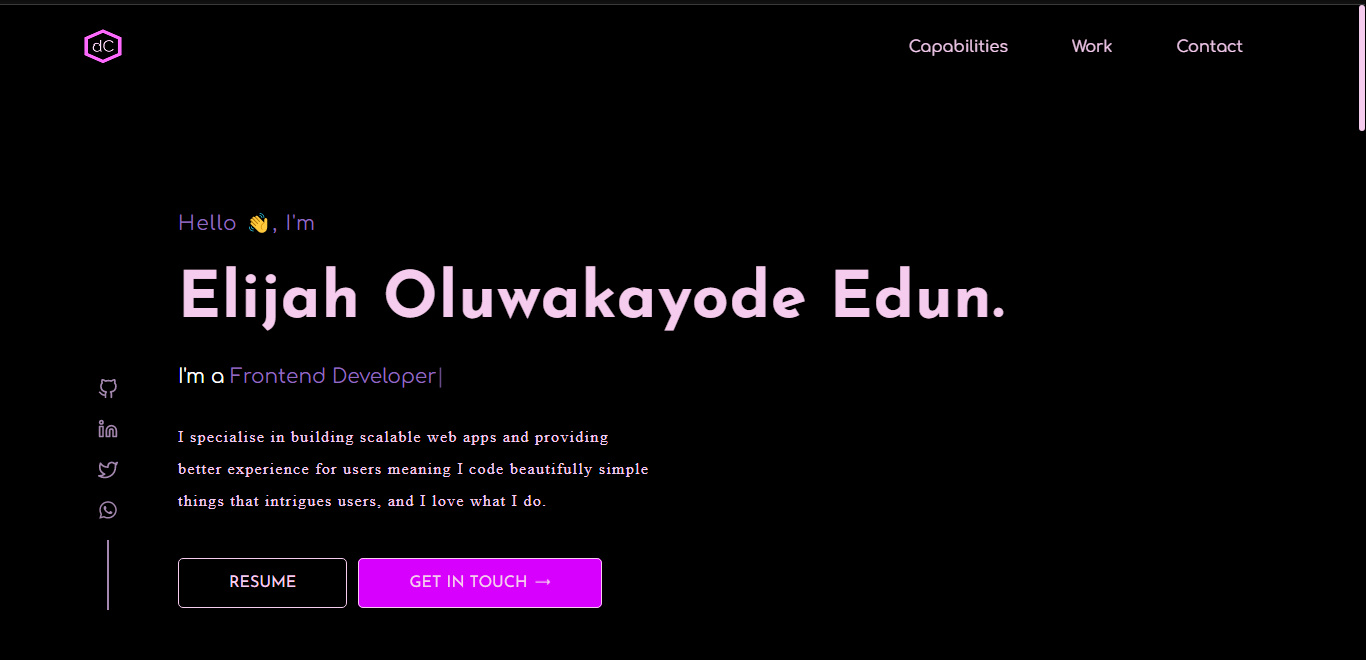 dC
Capabilities Work Contact
Hello 👋, I'm
Elijah Oluwakayode Edun.
I'm a Frontend Developer|
I specialise in building scalable web apps and providing
better experience for users meaning I code beautifully simple
things that intrigues users, and I love what I do.
RESUME GET IN TOUCH →